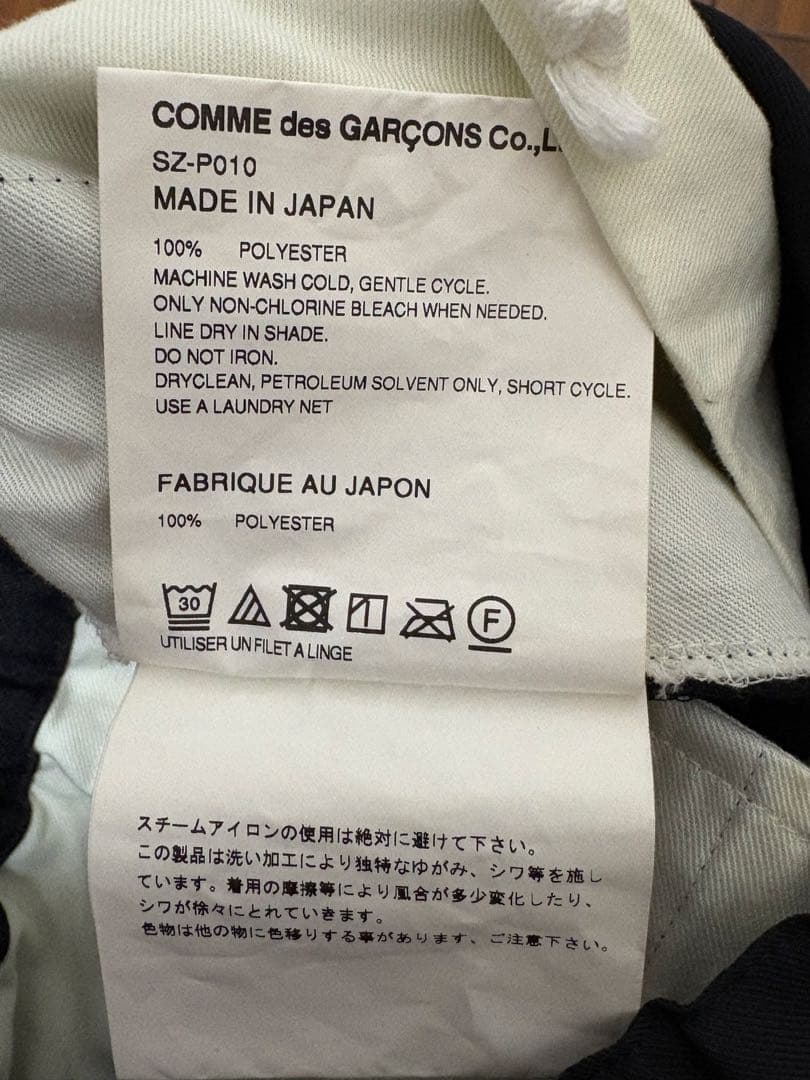 COMME des GARÇONS Co.,L
SZ-P010
MADE IN JAPAN
100% POLYESTER
MACHINE WASH COLD, GENTLE CYCLE.
ONLY NON-CHLORINE BLEACH WHEN NEEDED.
LINE DRY IN SHADE.
DO NOT IRON.
DRYCLEAN, PETROLEUM SOLVENT ONLY, SHORT CYCLE.
USE A LAUNDRY NET
FABRIQUE AU JAPON
100% POLYESTER
30 F
UTILISER UN FILET A LINGE
スチームアイロンの使用は絶対に避けて下さい。
この製品は洗い加工により独特なゆがみ、シワ等を施し
ています。着用の摩擦等により風合が多少変化したり、
シワが徐々にとれていきます。
色物は他の物に色移りする事があります、ご注意下さい。